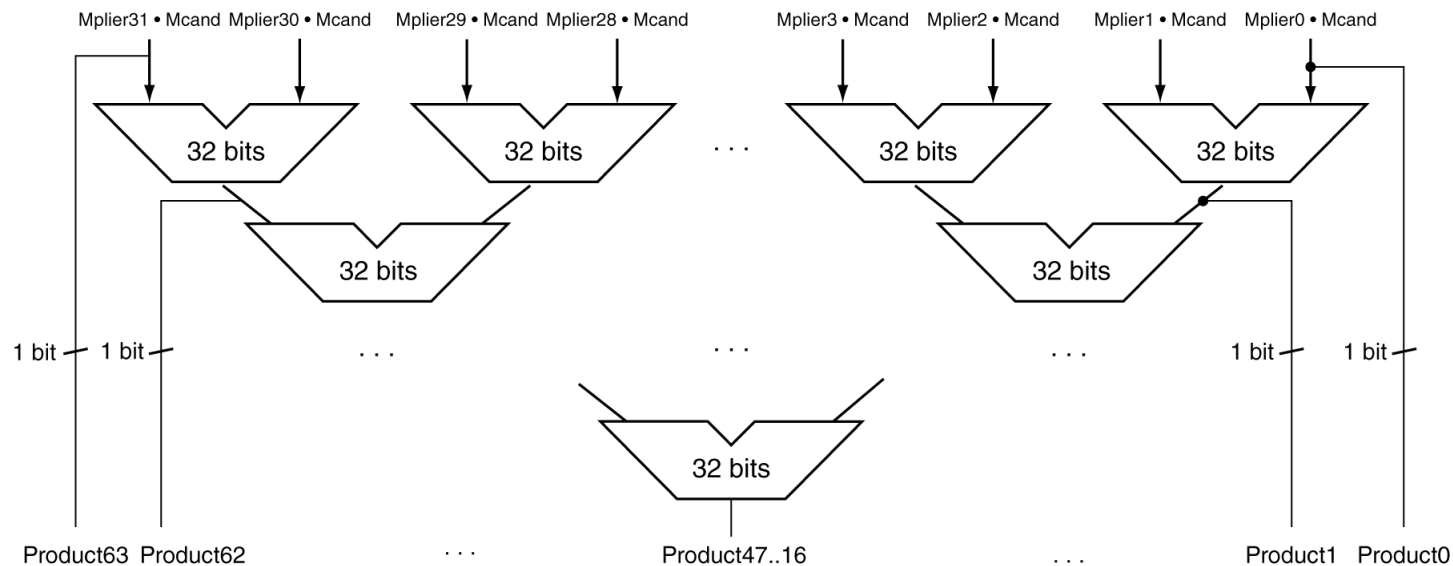 Mplier31 • Mcand Mplier30 • Mcand Mplier29 • Mcand Mplier28 • Mcand Mplier3 • Mcand Mplier2 • Mcand Mplier1 • Mcand Mplier0 • Mcand
32 bits 32 bits . . . 32 bits 32 bits
32 bits 32 bits
1 bit 1 bit . . . . . . . . . 1 bit 1 bit
32 bits
Product63 Product62 . . . Product47..16 . . . Product1 Product0